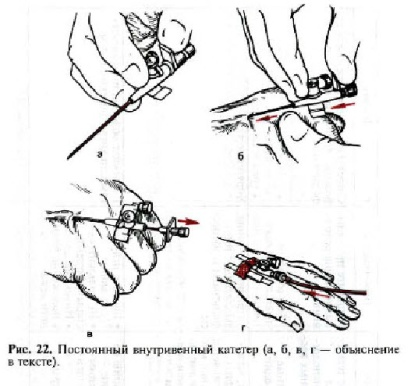 а
б
в
г
Рис. 22. Постоянный внутривенный катетер (а, б, в, г — объяснение
в тексте).